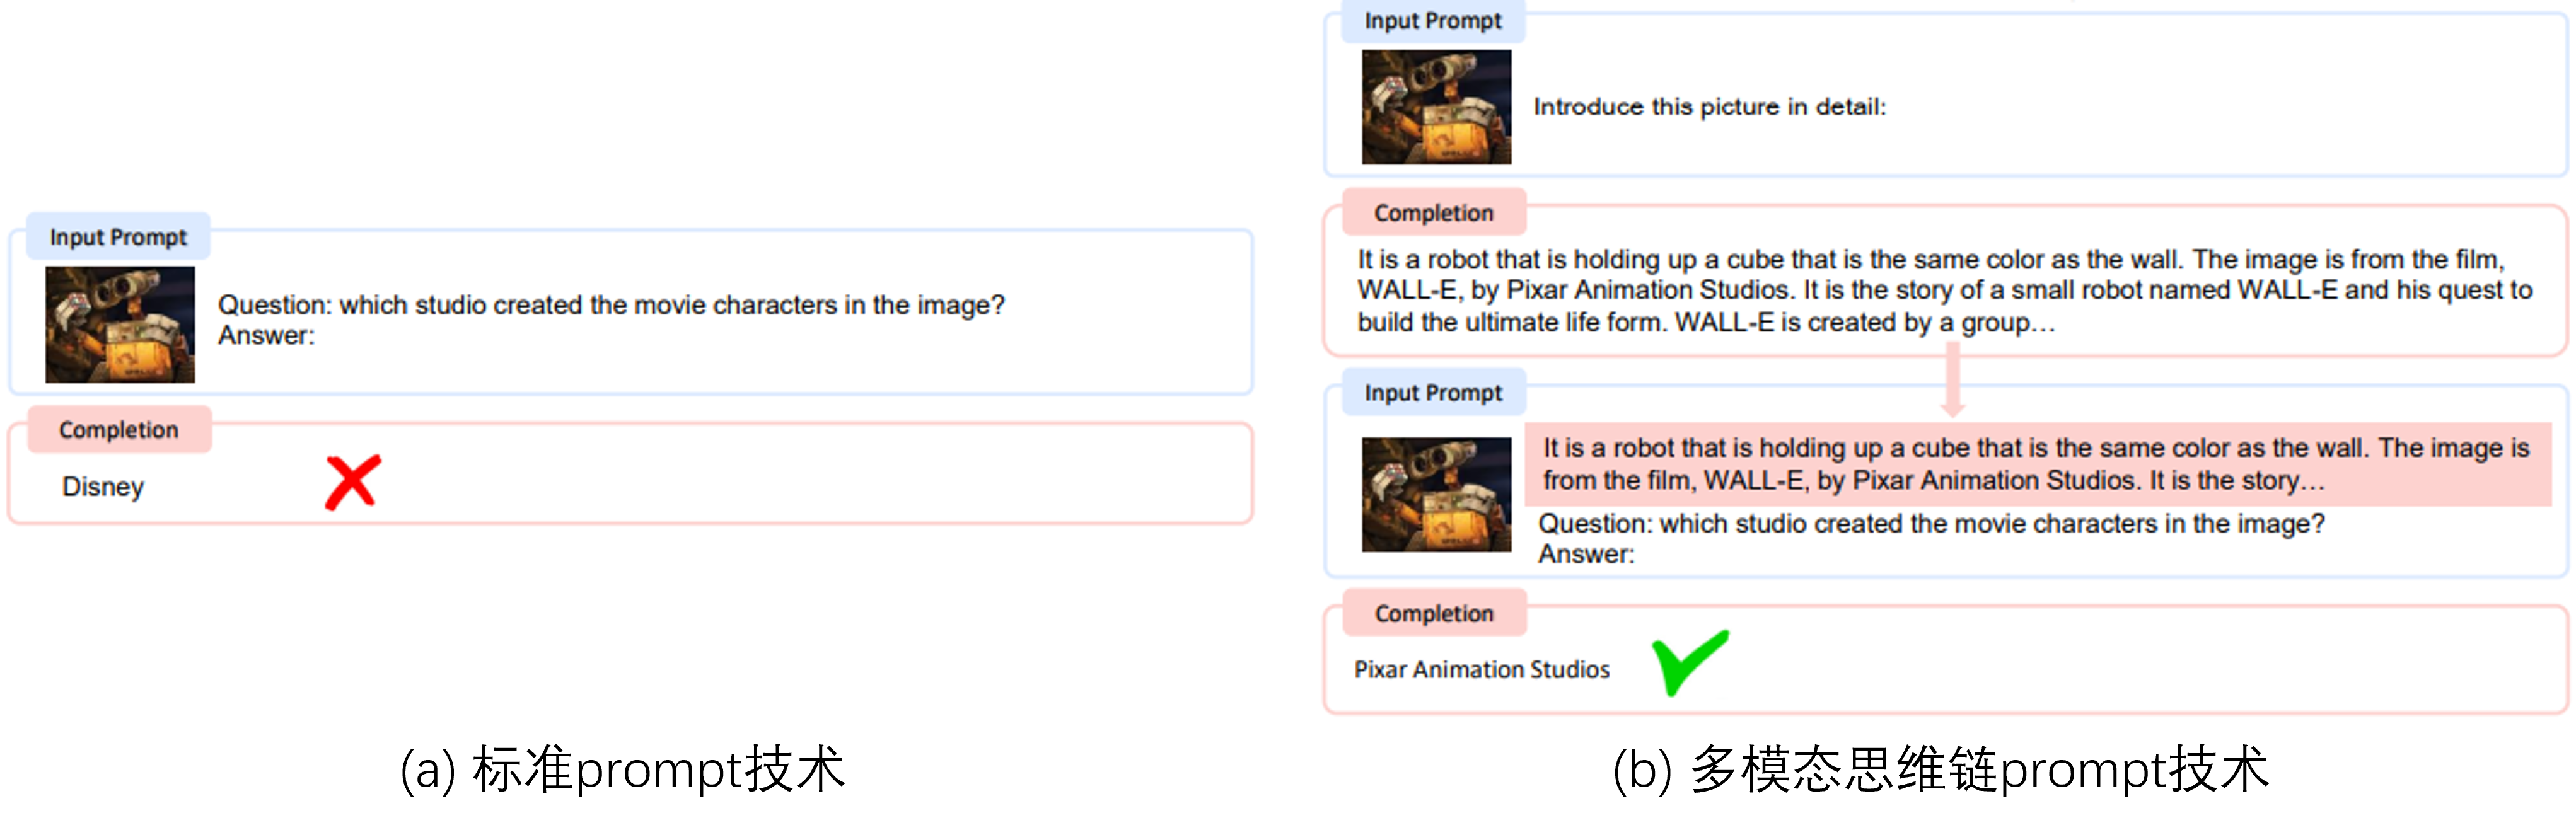 Input Prompt
Question: which studio created the movie characters in the image?
Answer:
Completion
Disney
(a) 标准prompt技术
Input Prompt
Introduce this picture in detail:
Completion
It is a robot that is holding up a cube that is the same color as the wall. The image is from the film,
WALL-E, by Pixar Animation Studios. It is the story of a small robot named WALL-E and his quest to
build the ultimate life form. WALL-E is created by a group…
Input Prompt
It is a robot that is holding up a cube that is the same color as the wall. The image is
from the film, WALL-E, by Pixar Animation Studios. It is the story…
Question: which studio created the movie characters in the image?
Answer:
Completion
Pixar Animation Studios
(b) 多模态思维链prompt技术